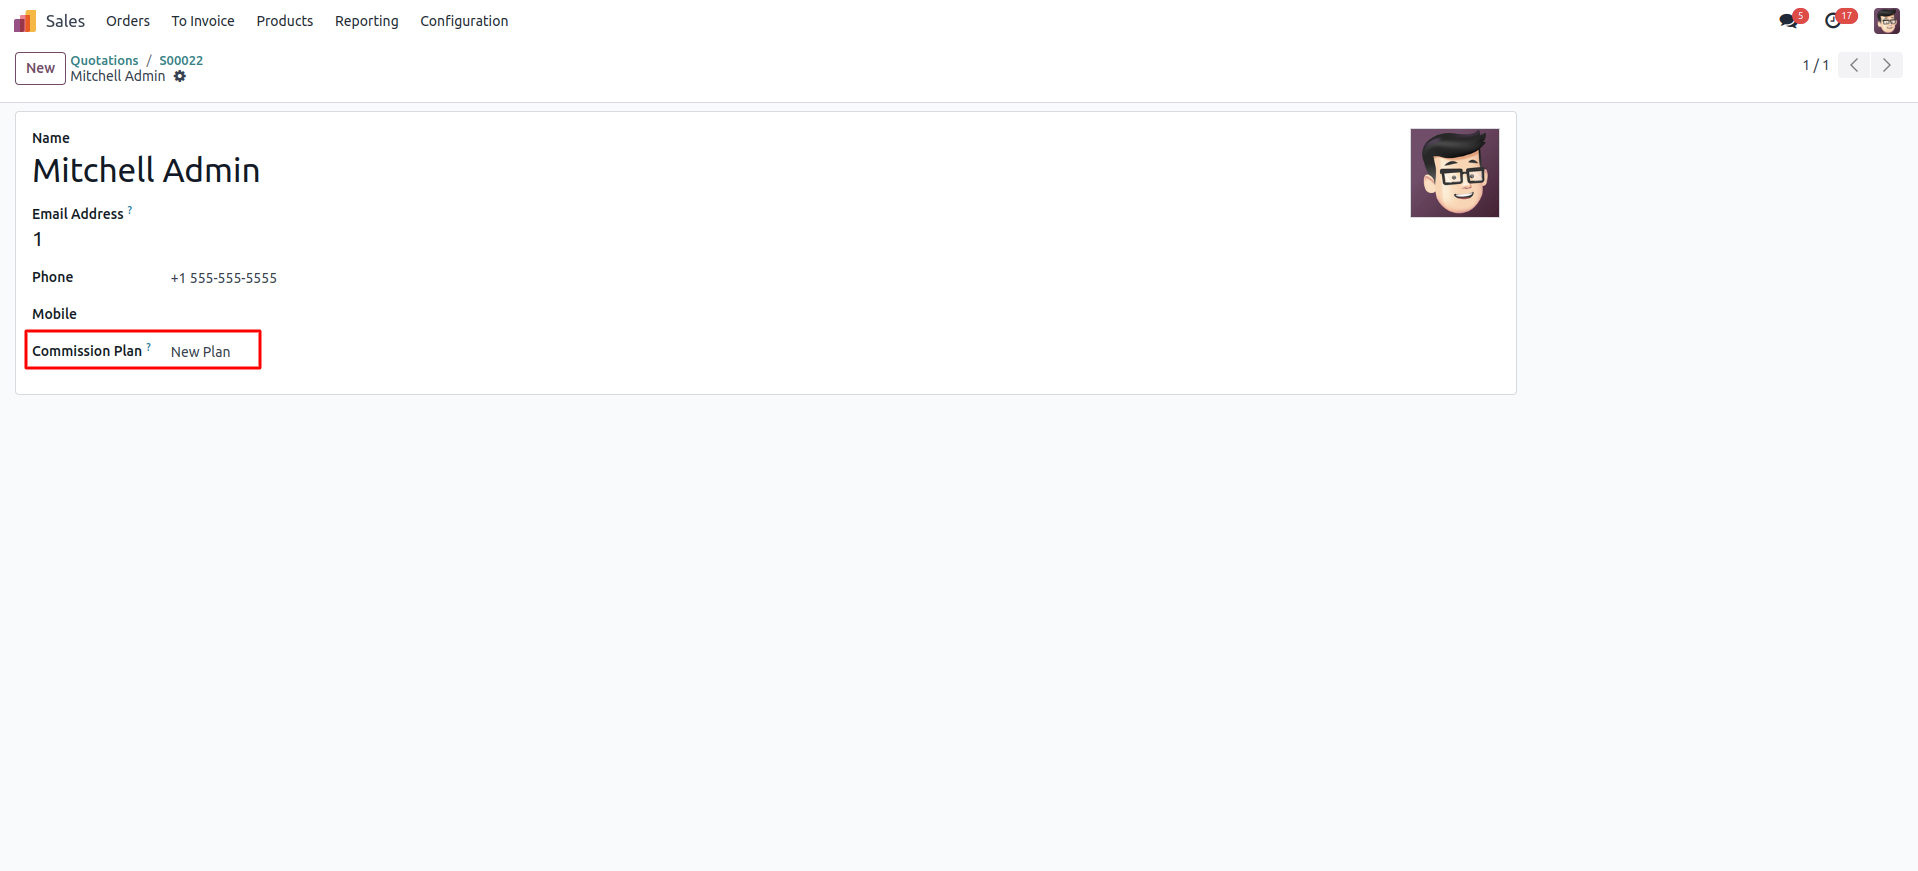 Sales Orders To Invoice Products Reporting Configuration 5 17
New Quotations / S00022
Mitchell Admin
1 / 1
Name
Mitchell Admin
Email Address ?
1
Phone +1 555-555-5555
Mobile
Commission Plan ? New Plan